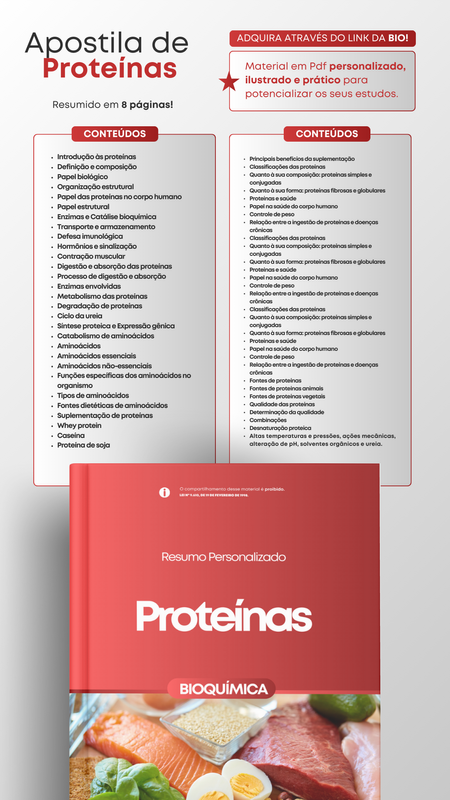 Apostila de
Proteínas
Resumido em 8 páginas!
ADQUIRA ATRAVÉS DO LINK DA BIO!
Material em Pdf personalizado,
ilustrado e prático para
potencializar os seus estudos.
CONTEÚDOS
• Introdução às proteínas
• Definição e composição
• Papel biológico
• Organização estrutural
• Papel das proteínas no corpo humano
• Papel estrutural
• Enzimas e Catálise bioquímica
• Transporte e armazenamento
• Defesa imunológica
• Hormônios e sinalização
• Contração muscular
• Digestão e absorção das proteínas
• Processo de digestão e absorção
• Enzimas envolvidas
• Metabolismo das proteínas
• Degradação de proteínas
• Ciclo da ureia
• Síntese proteica e Expressão gênica
• Catabolismo de aminoácidos
• Aminoácidos
• Aminoácidos essenciais
• Aminoácidos não-essenciais
• Funções específicas dos aminoácidos no
organismo
• Tipos de aminoácidos
• Fontes dietéticas de aminoácidos
• Suplementação de proteínas
• Whey protein
• Caseína
• Proteína de soja
CONTEÚDOS
• Principais benefícios da suplementação
• Classificações das proteínas
• Quanto à sua composição: proteínas simples e
conjugadas
• Quanto à sua forma: proteínas fibrosas e globulares
• Proteínas e saúde
• Papel na saúde do corpo humano
• Controle de peso
• Relação entre a ingestão de proteínas e doenças
crônicas
• Classificações das proteínas
• Quanto à sua composição: proteínas simples e
conjugadas
• Quanto à sua forma: proteínas fibrosas e globulares
• Proteínas e saúde
• Papel na saúde do corpo humano
• Controle de peso
• Relação entre a ingestão de proteínas e doenças
crônicas
• Classificações das proteínas
• Quanto à sua composição: proteínas simples e
conjugadas
• Quanto à sua forma: proteínas fibrosas e globulares
• Proteínas e saúde
• Papel na saúde do corpo humano
• Controle de peso
• Relação entre a ingestão de proteínas e doenças
crônicas
• Fontes de proteínas
• Fontes de proteínas animais
• Fontes de proteínas vegetais
• Qualidade das proteínas
• Determinação da qualidade
• Combinações
• Desnaturação proteica
• Altas temperaturas e pressões, ações mecânicas,
alteração de pH, solventes orgânicos e ureia.
O compartilhamento desse material é proibido.
LEI Nº 9.610, DE 19 DE FEVEREIRO DE 1998.
Resumo Personalizado
Proteínas
BIOQUÍMICA